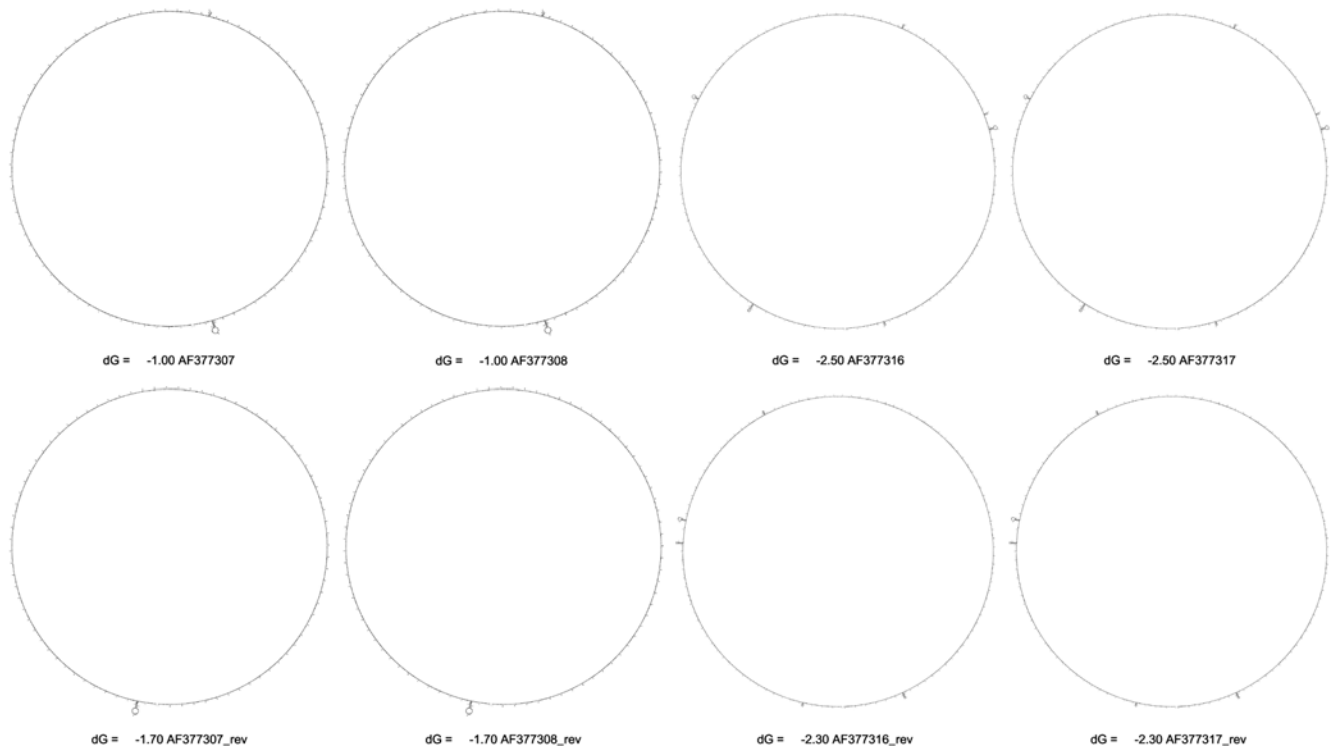 dG = -1.00 AF377307
dG = -1.00 AF377308
dG = -2.50 AF377316
dG = -2.50 AF377317
dG = -1.70 AF377307_rev
dG = -1.70 AF377308_rev
dG = -2.30 AF377316_rev
dG = -2.30 AF377317_rev